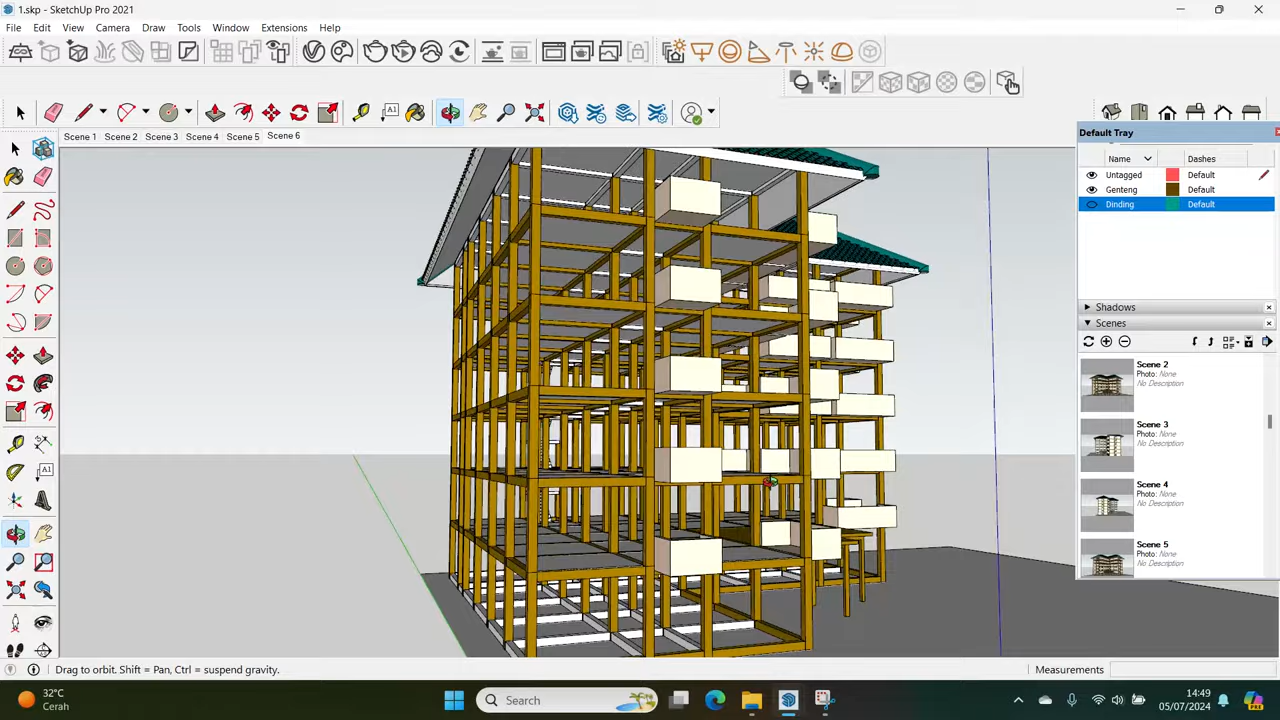 1.skp - SketchUp Pro 2021
File Edit View Camera Draw Tools Window Extensions Help
A1
Scene 1 Scene 2 Scene 3 Scene 4 Scene 5 Scene 6
Default Tray
Name Dashes
Untagged Default
Genteng Default
Dinding Default
Shadows
Scenes
Scene 2
Photo: None
No Description
Scene 3
Photo: None
No Description
Scene 4
Photo: None
No Description
Scene 5
Photo: None
No Description
A1
Drag to orbit. Shift = Pan, Ctrl = suspend gravity.
Measurements
32°C
Cerah
Search
14:49
05/07/2024